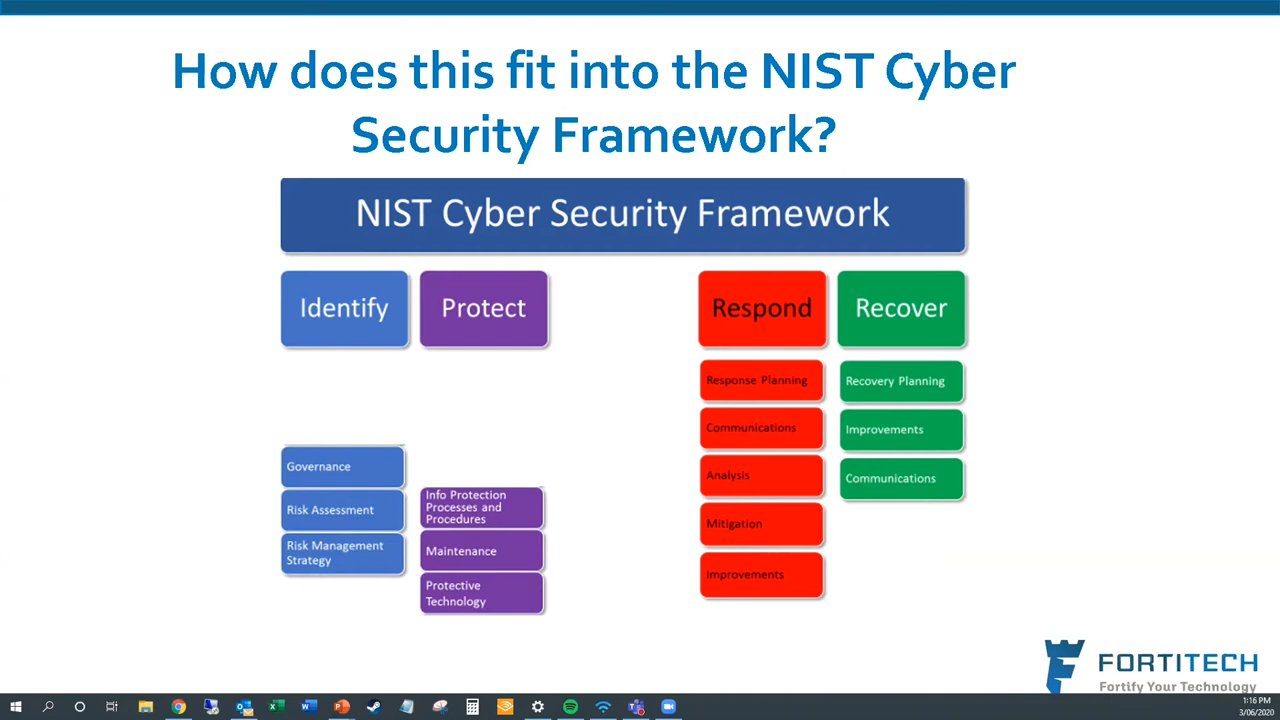 How does this fit into the NIST Cyber
Security Framework?
NIST Cyber Security Framework
Identify
Protect
Respond
Recover
Governance
Risk Assessment
Risk Management
Strategy
Info Protection
Processes and
Procedures
Maintenance
Protective
Technology
Response Planning
Communications
Analysis
Mitigation
Improvements
Recovery Planning
Improvements
Communications
FORTITECH
Fortify Your Technology
1:16 PM
3/06/2020